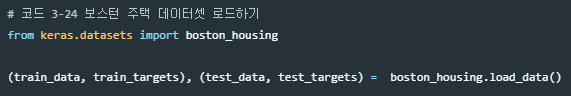 # 코드 3-24 보스턴 주택 데이터셋 로드하기
from keras.datasets import boston_housing
(train_data, train_targets), (test_data, test_targets) =  boston_housing.load_data()